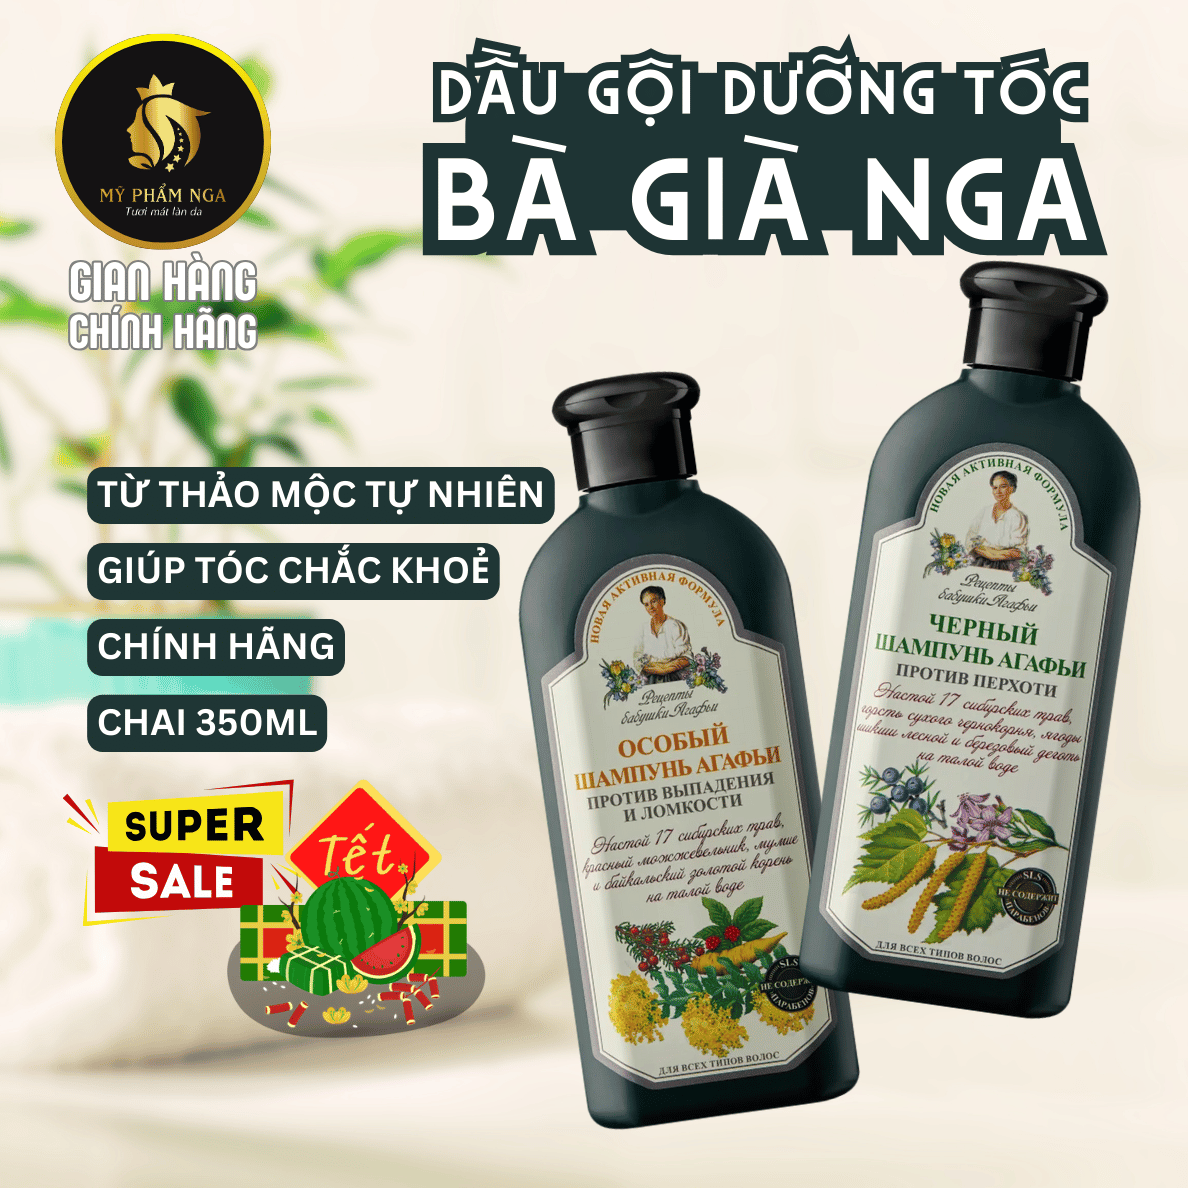 MỸ PHẨM NGA
Tươi mát làn da
GIAN HÀNG
CHÍNH HÃNG
DẦU GỘI DƯỠNG TÓC
BÀ GIÀ NGA
TỪ THẢO MỘC TỰ NHIÊN
GIÚP TÓC CHẮC KHOẺ
CHÍNH HÃNG
CHAI 350ML
SUPER
SALE
Tết
НОВАЯ АКТИВНАЯ ФОРМУЛА
Рецепты
бабушки Агафьи
ОСОБЫЙ
ШАМПУНЬ АГАФЬИ
ПРОТИВ ВЫПАДЕНИЯ
И ЛОМКОСТИ
Настой 17 сибирских трав,
красный можжевельник, мумие
и байкальский золотой корень
на талой воде
SLS
НЕ СОДЕРЖИТ
ПАРАБЕНОВ
ДЛЯ ВСЕХ ТИПОВ ВОЛОС
НОВАЯ АКТИВНАЯ ФОРМУЛА
Рецепты
бабушки Агафьи
ЧЕРНЫЙ
ШАМПУНЬ АГАФЬИ
ПРОТИВ ПЕРХОТИ
Настой 17 сибирских трав,
горсть сухого чернокорня, ягоды
шикши лесной и березовый деготь
на талой воде
SLS
НЕ СОДЕРЖИТ
ПАРАБЕНОВ
ДЛЯ ВСЕХ ТИПОВ ВОЛОС